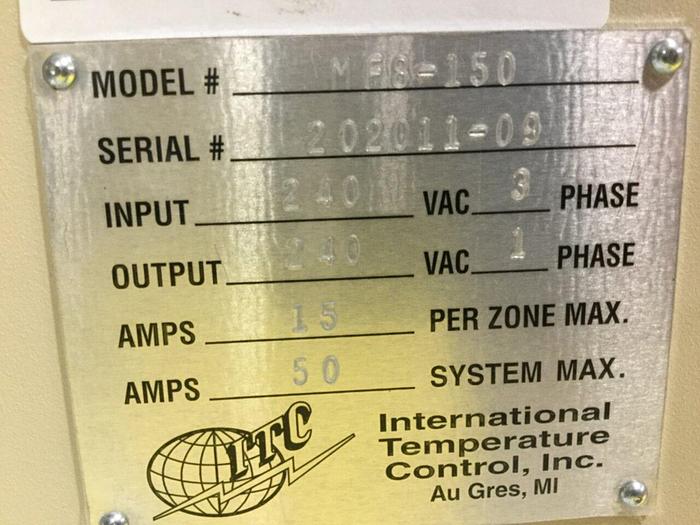 MODEL # MFS-150
SERIAL # 202011-09
INPUT 240 VAC 3 PHASE
OUTPUT 240 VAC 1 PHASE
AMPS 15 PER ZONE MAX.
AMPS 50 SYSTEM MAX.
ITC
International
Temperature
Control, Inc.
Au Gres, MI